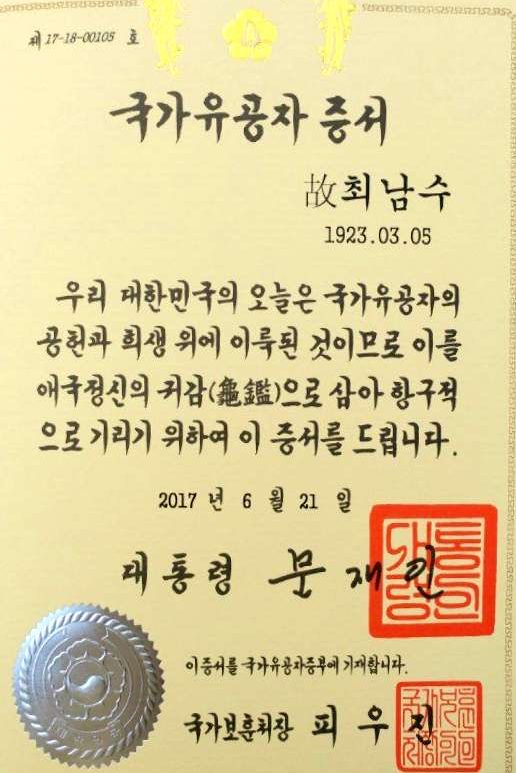 제 17-18-00105 호
국가유공자 증서
故최남수
1923.03.05
우리 대한민국의 오늘은 국가유공자의
공헌과 희생 위에 이룩된 것이므로 이를
애국정신의 귀감(龜鑑)으로 삼아 항구적
으로 기리기 위하여 이 증서를 드립니다.
2017 년 6 월 21 일
대통령 문재인
대통령의인
이 증서를 국가유공자증부에 기재합니다.
국가보훈처장 피우진